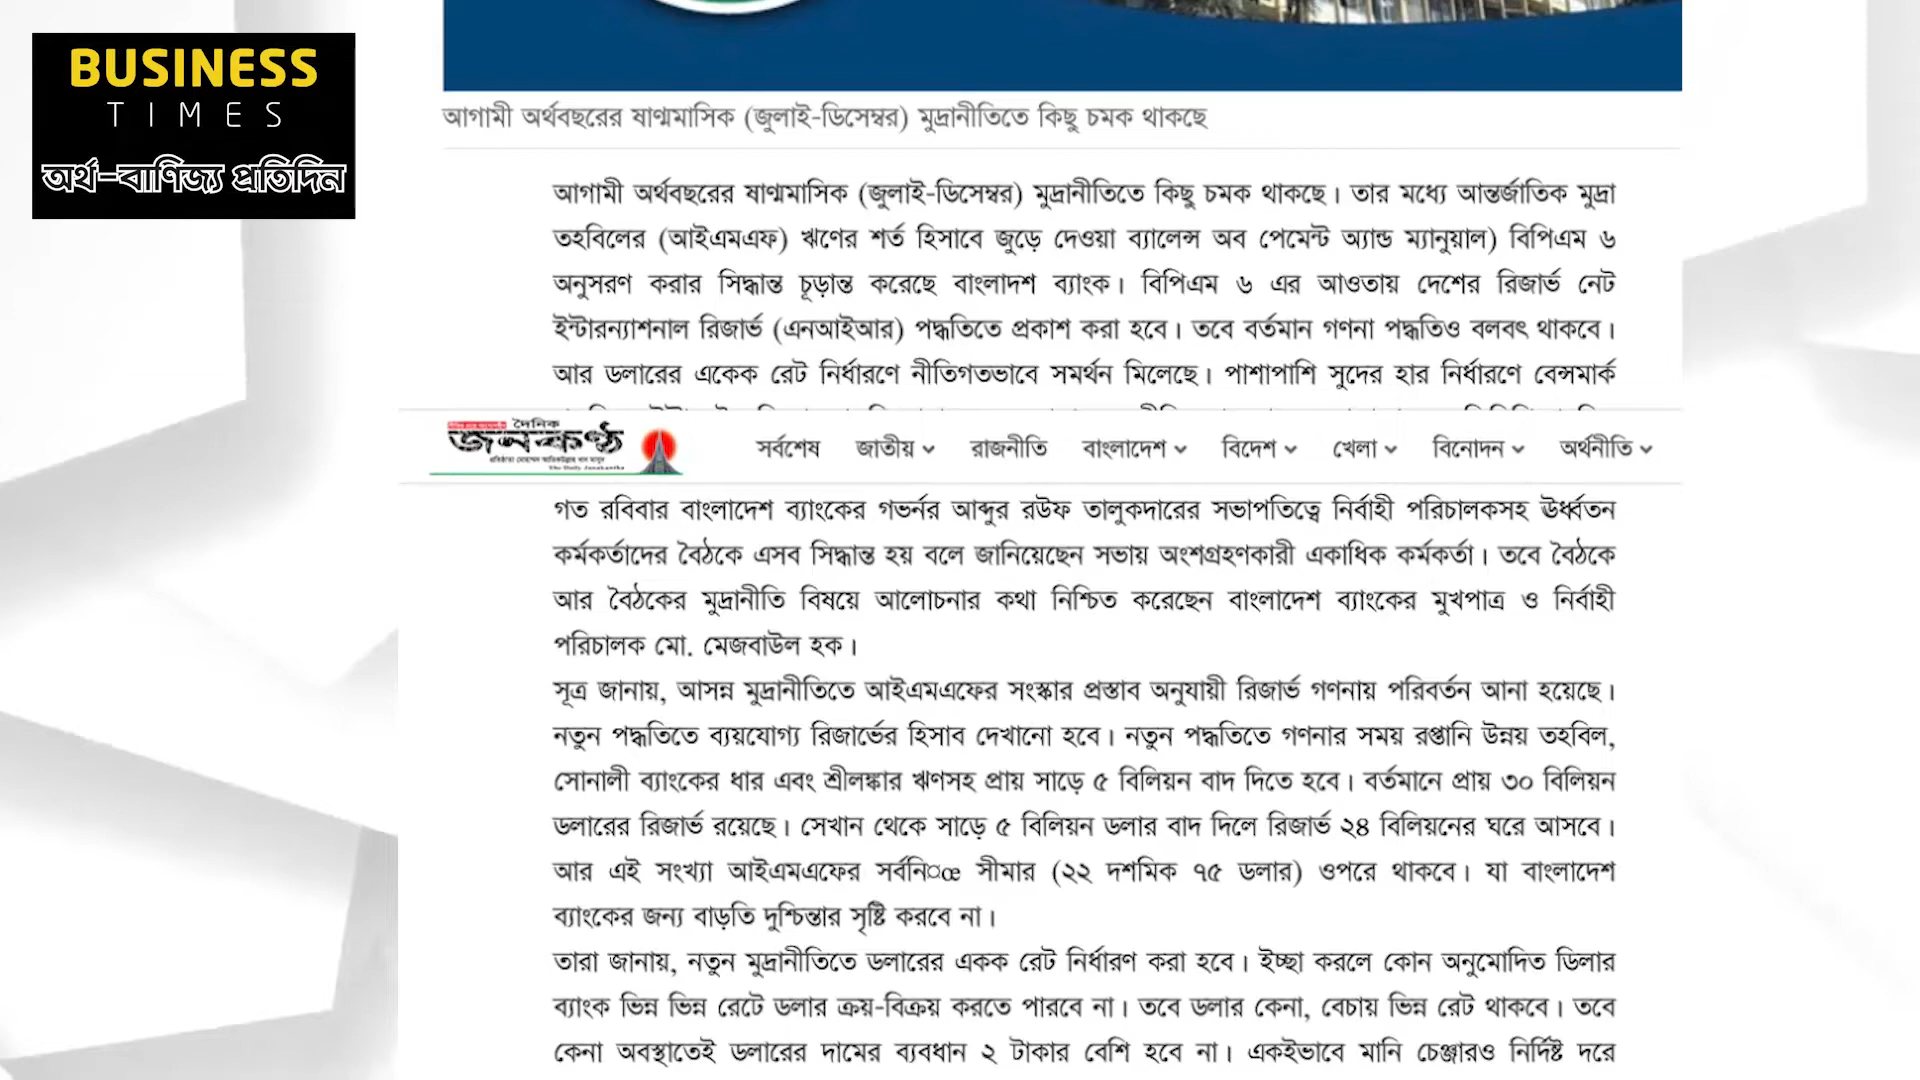 BUSINESS
TIMES
অর্থ-বাণিজ্য প্রতিদিন
আগামী অর্থবছরের ষাণ্মমাসিক (জুলাই-ডিসেম্বর) মুদ্রানীতিতে কিছু চমক থাকছে
আগামী অর্থবছরের ষাণ্মমাসিক (জুলাই-ডিসেম্বর) মুদ্রানীতিতে কিছু চমক থাকছে। তার মধ্যে আন্তর্জাতিক মুদ্রা
তহবিলের (আইএমএফ) ঋণের শর্ত হিসাবে জুড়ে দেওয়া ব্যালেন্স অব পেমেন্ট অ্যান্ড ম্যানুয়াল) বিপিএম ৬
অনুসরণ করার সিদ্ধান্ত চূড়ান্ত করেছে বাংলাদশ ব্যাংক। বিপিএম ৬ এর আওতায় দেশের রিজার্ভ নেট
ইন্টারন্যাশনাল রিজার্ভ (এনআইআর) পদ্ধতিতে প্রকাশ করা হবে। তবে বর্তমান গণনা পদ্ধতিও বলবৎ থাকবে।
আর ডলারের একেক রেট নির্ধারণে নীতিগতভাবে সমর্থন মিলেছে। পাশাপাশি সুদের হার নির্ধারণে বেন্সমার্ক
দৈনিক
জনকণ্ঠ
The Daily Janakantha
সর্বশেষ জাতীয় রাজনীতি বাংলাদেশ বিদেশ খেলা বিনোদন অর্থনীতি
গত রবিবার বাংলাদেশ ব্যাংকের গভর্নর আব্দুর রউফ তালুকদারের সভাপতিত্বে নির্বাহী পরিচালকসহ ঊর্ধ্বতন
কর্মকর্তাদের বৈঠকে এসব সিদ্ধান্ত হয় বলে জানিয়েছেন সভায় অংশগ্রহণকারী একাধিক কর্মকর্তা। তবে বৈঠকে
আর বৈঠকের মুদ্রানীতি বিষয়ে আলোচনার কথা নিশ্চিত করেছেন বাংলাদেশ ব্যাংকের মুখপাত্র ও নির্বাহী
পরিচালক মো. মেজবাউল হক।
সূত্র জানায়, আসন্ন মুদ্রানীতিতে আইএমএফের সংস্কার প্রস্তাব অনুযায়ী রিজার্ভ গণনায় পরিবর্তন আনা হয়েছে।
নতুন পদ্ধতিতে ব্যয়যোগ্য রিজার্ভের হিসাব দেখানো হবে। নতুন পদ্ধতিতে গণনার সময় রপ্তানি উন্নয় তহবিল,
সোনালী ব্যাংকের ধার এবং শ্রীলঙ্কার ঋণসহ প্রায় সাড়ে ৫ বিলিয়ন বাদ দিতে হবে। বর্তমানে প্রায় ৩০ বিলিয়ন
ডলারের রিজার্ভ রয়েছে। সেখান থেকে সাড়ে ৫ বিলিয়ন ডলার বাদ দিলে রিজার্ভ ২৪ বিলিয়নের ঘরে আসবে।
আর এই সংখ্যা আইএমএফের সর্বনি¤œ সীমার (২২ দশমিক ৭৫ ডলার) ওপরে থাকবে। যা বাংলাদেশ
ব্যাংকের জন্য বাড়তি দুশ্চিন্তার সৃষ্টি করবে না।
তারা জানায়, নতুন মুদ্রানীতিতে ডলারের একক রেট নির্ধারণ করা হবে। ইচ্ছা করলে কোন অনুমোদিত ডিলার
ব্যাংক ভিন্ন ভিন্ন রেটে ডলার ক্রয়-বিক্রয় করতে পারবে না। তবে ডলার কেনা, বেচায় ভিন্ন রেট থাকবে। তবে
কেনা অবস্থাতেই ডলারের দামের ব্যবধান ২ টাকার বেশি হবে না। একইভাবে মানি চেঞ্জারও নির্দিষ্ট দরে